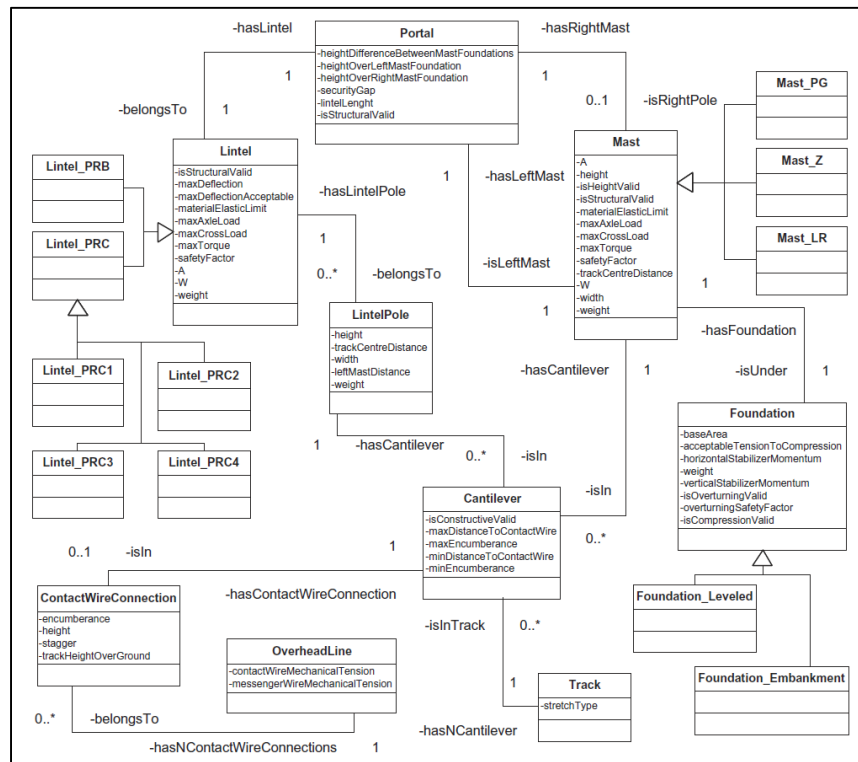 Portal
-heightDifferenceBetweenMastFoundations
-heightOverLeftMastFoundation
-heightOverRightMastFoundation
-securityGap
-lintelLenght
-isStructuralValid
-hasLintel
1
-belongsTo
1
-hasRightMast
1
0..1
-isRightPole
Mast_PG
Mast_Z
Mast_LR
Lintel
-isStructuralValid
-maxDeflection
-maxDeflectionAcceptable
-materialElasticLimit
-maxAxleLoad
-maxCrossLoad
-maxTorque
-safetyFactor
-A
-W
-weight
Lintel_PRB
Lintel_PRC
Mast
-A
-height
-isHeightValid
-isStructuralValid
-materialElasticLimit
-maxAxleLoad
-maxCrossLoad
-maxTorque
-safetyFactor
-trackCentreDistance
-W
-width
-weight
1
-hasLeftMast
-isLeftMast
1
-hasLintelPole
1
0..*
-belongsTo
LintelPole
-height
-trackCentreDistance
-width
-leftMastDistance
-weight
1
-hasFoundation
-isUnder
1
-hasCantilever
1
Lintel_PRC1
Lintel_PRC2
Lintel_PRC3
Lintel_PRC4
Foundation
-baseArea
-acceptableTensionToCompression
-horizontalStabilizerMomentum
-weight
-verticalStabilizerMomentum
-isOverturningValid
-overturningSafetyFactor
-isCompressionValid
1
-hasCantilever
0..*
-isIn
-isIn
0..*
Cantilever
-isConstructiveValid
-maxDistanceToContactWire
-maxEncumberance
-minDistanceToContactWire
-minEncumberance
0..1
-isIn
1
-hasContactWireConnection
ContactWireConnection
-encumberance
-height
-stagger
-trackHeightOverGround
Foundation_Leveled
Foundation_Embankment
-isInTrack
0..*
OverheadLine
-contactWireMechanicalTension
-messengerWireMechanicalTension
1
-hasNCantilever
Track
-stretchType
0..*
-belongsTo
-hasNContactWireConnections
1